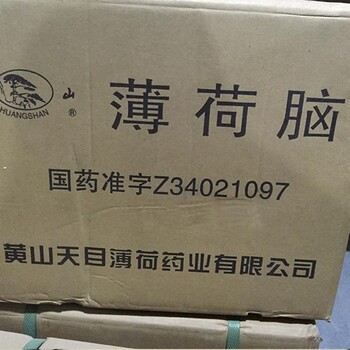 山 薄荷脑
HUANGSHAN ®
国药准字Z34021097
黄山天目薄荷药业有限公司